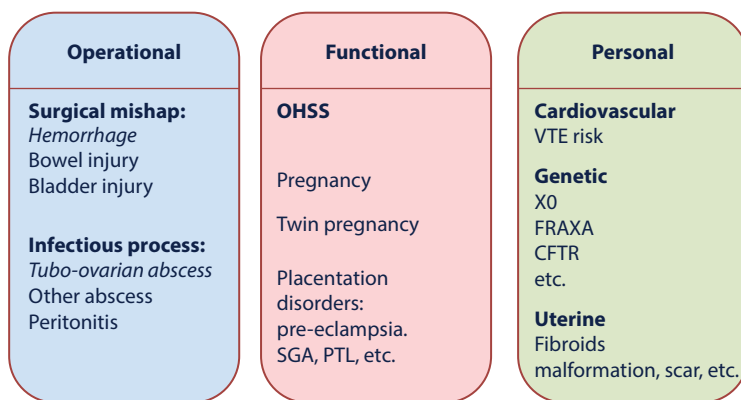 Operational
Surgical mishap:
Hemorrhage
Bowel injury
Bladder injury
Infectious process:
Tubo-ovarian abscess
Other abscess
Peritonitis
Functional
OHSS
Pregnancy
Twin pregnancy
Placentation
disorders:
pre-eclampsia.
SGA, PTL, etc.
Personal
Cardiovascular
VTE risk
Genetic
X0
FRAXA
CFTR
etc.
Uterine
Fibroids
malformation, scar, etc.